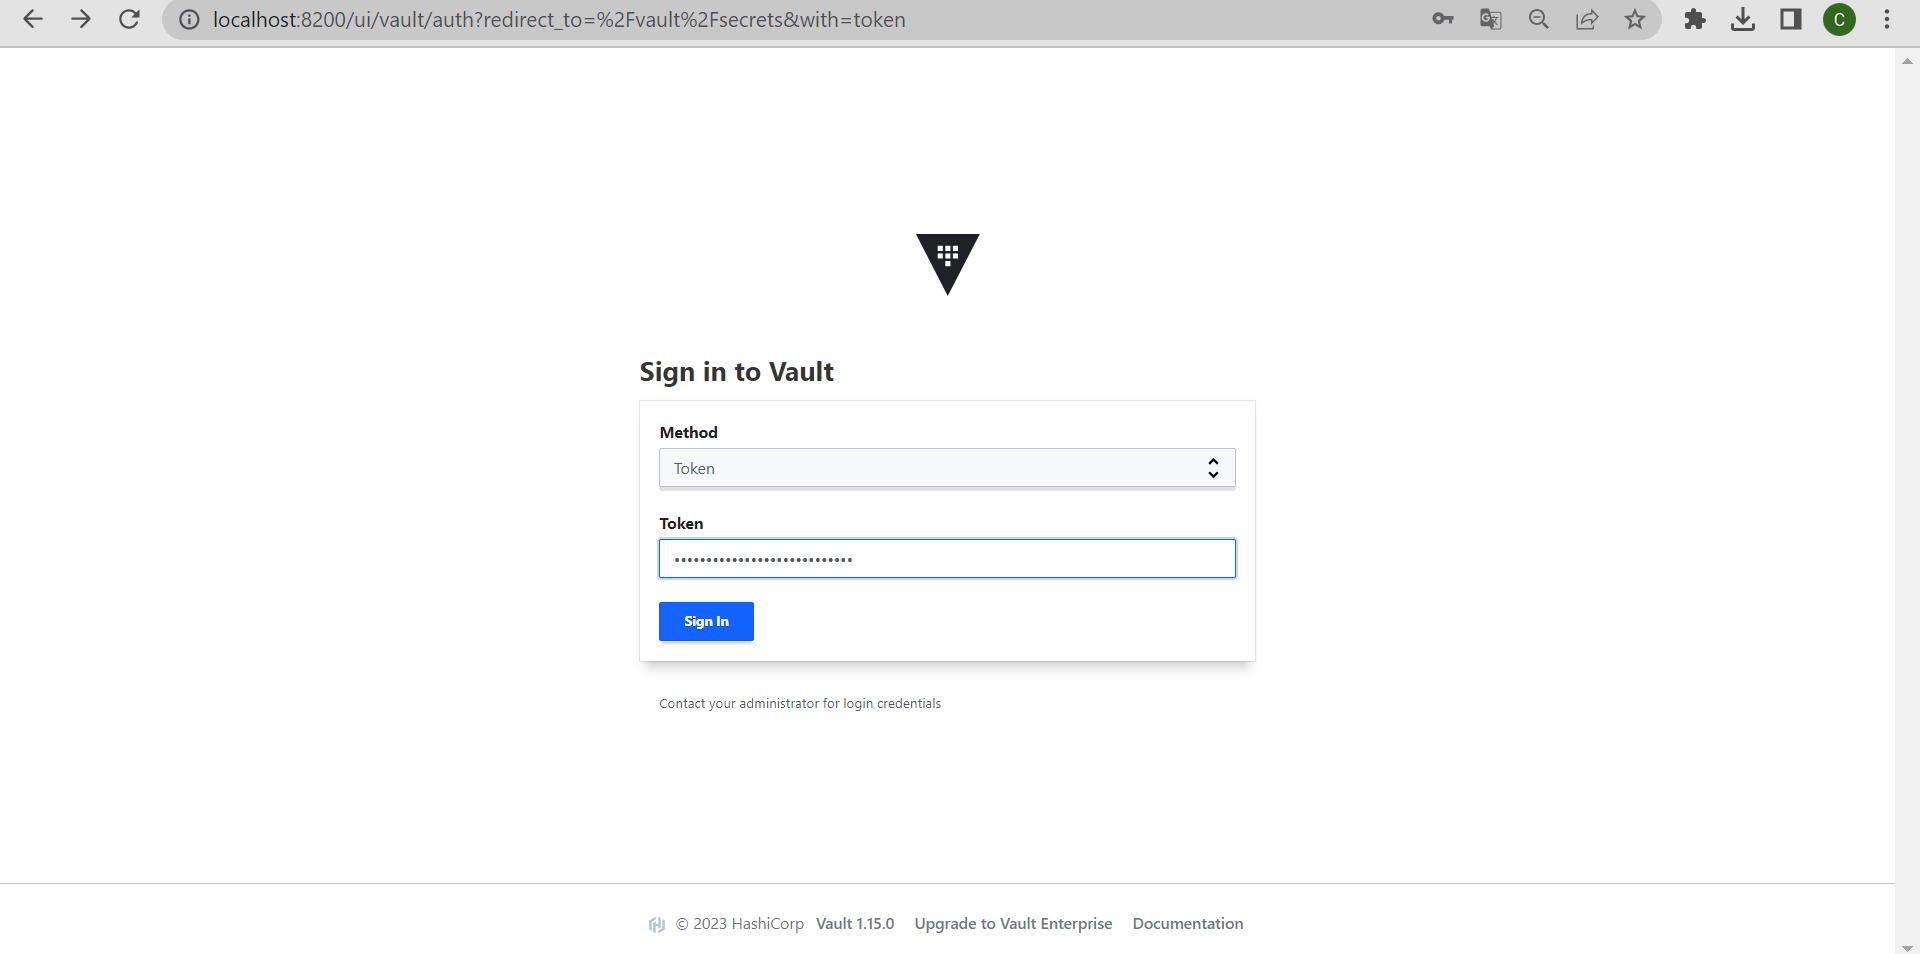 localhost:8200/ui/vault/auth?redirect_to=%2Fvault%2Fsecrets&with=token
C
Sign in to Vault
Method
Token
Token
••••••••••••••••••••••••••••
Sign In
Contact your administrator for login credentials
© 2023 HashiCorp Vault 1.15.0 Upgrade to Vault Enterprise Documentation